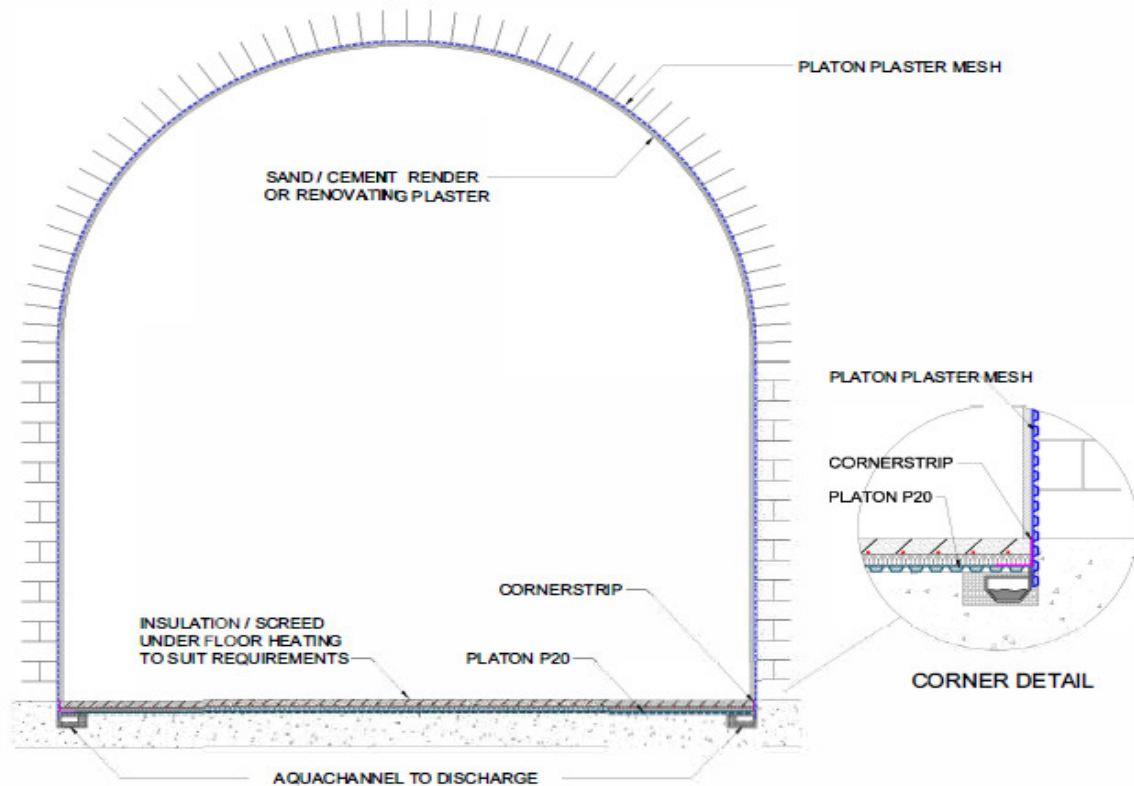 PLATON PLASTER MESH
SAND / CEMENT RENDER
OR RENOVATING PLASTER
PLATON PLASTER MESH
CORNERSTRIP
PLATON P20
CORNERSTRIP
INSULATION / SCREED
UNDER FLOOR HEATING
TO SUIT REQUIREMENTS
PLATON P20
CORNER DETAIL
AQUACHANNEL TO DISCHARGE